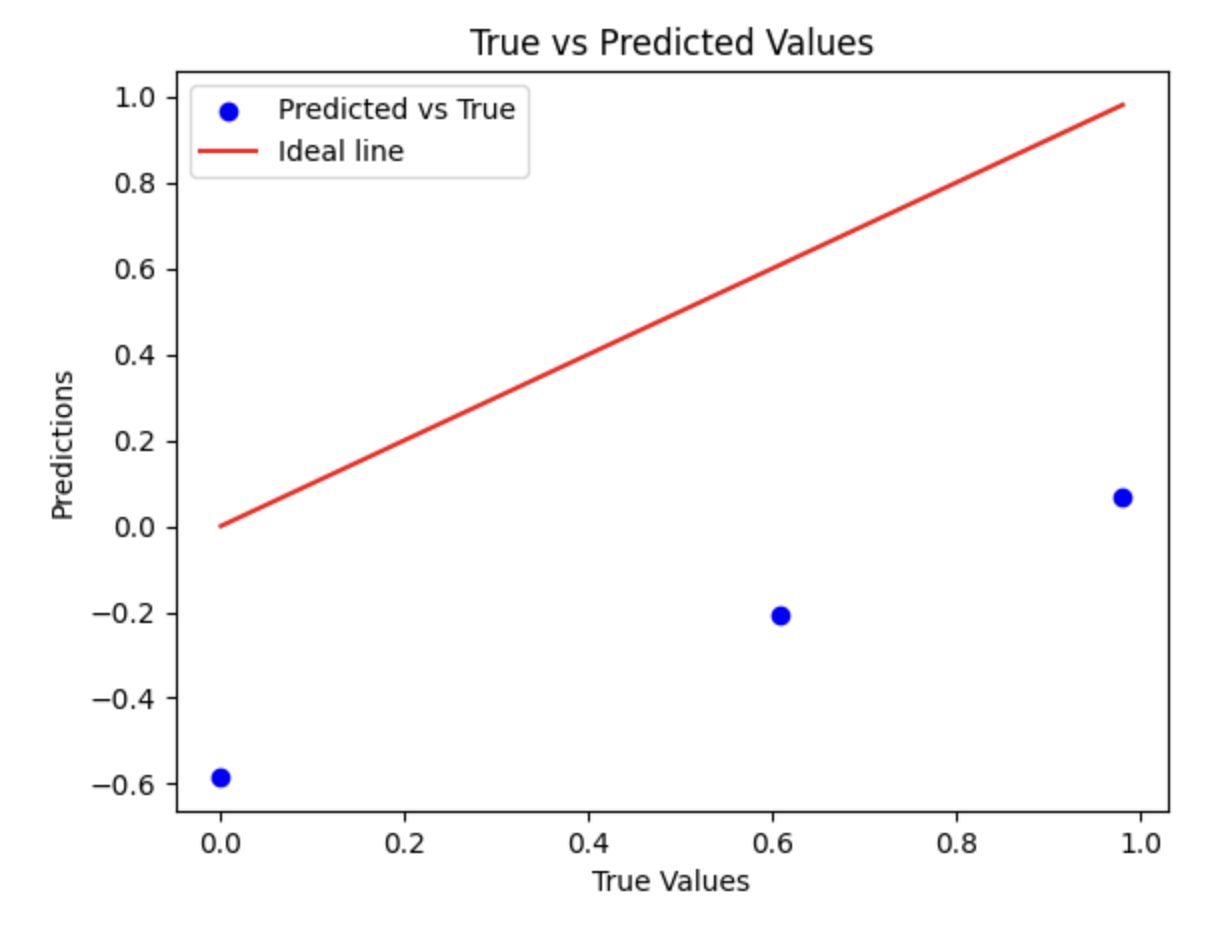 True vs Predicted Values
Predicted vs True
Ideal line
1.0
0.8
0.6
0.4
0.2
0.0
−0.2
−0.4
−0.6
Predictions
0.0 0.2 0.4 0.6 0.8 1.0
True Values